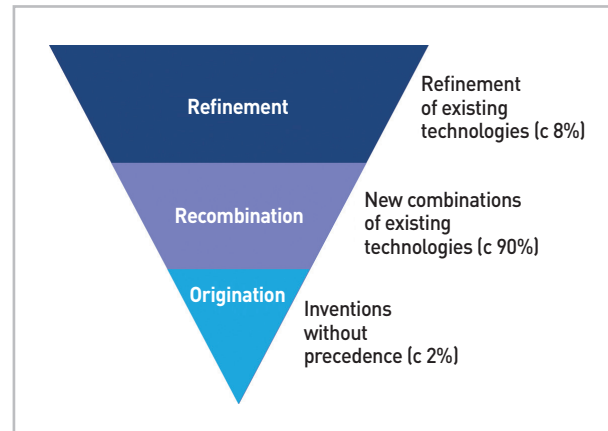 Refinement
Refinement
of existing
technologies (c 8%)
Recombination
New combinations
of existing
technologies (c 90%)
Origination
Inventions
without
precedence (c 2%)